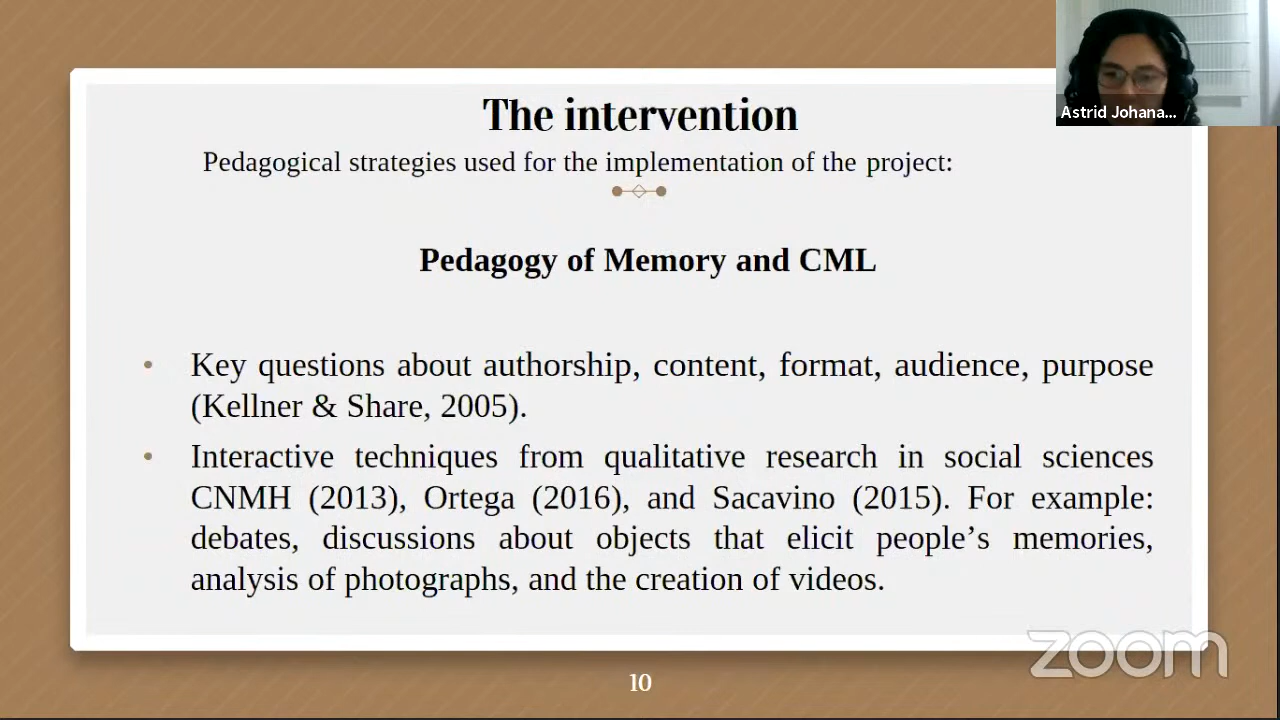 The intervention
Astrid Johana...
Pedagogical strategies used for the implementation of the project:
Pedagogy of Memory and CML
• Key questions about authorship, content, format, audience, purpose
(Kellner & Share, 2005).
• Interactive techniques from qualitative research in social sciences
CNMH (2013), Ortega (2016), and Sacavino (2015). For example:
debates, discussions about objects that elicit people’s memories,
analysis of photographs, and the creation of videos.
zoom
10